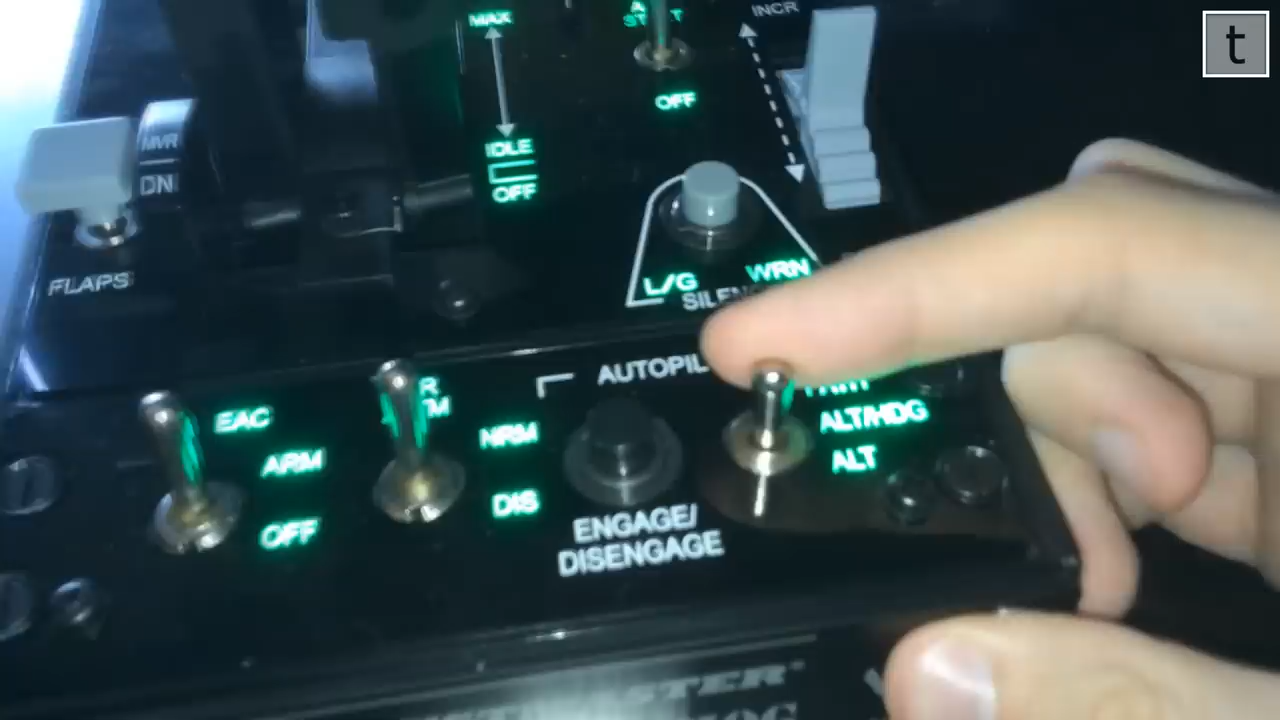 t
MAX
INCR
OFF
IDLE
OFF
MVR
DN
FLAPS
L/G WRN
AUTOPIL
EAC
ARM
OFF
NRM
DIS
ENGAGE/
DISENGAGE
ALT/HDG
ALT